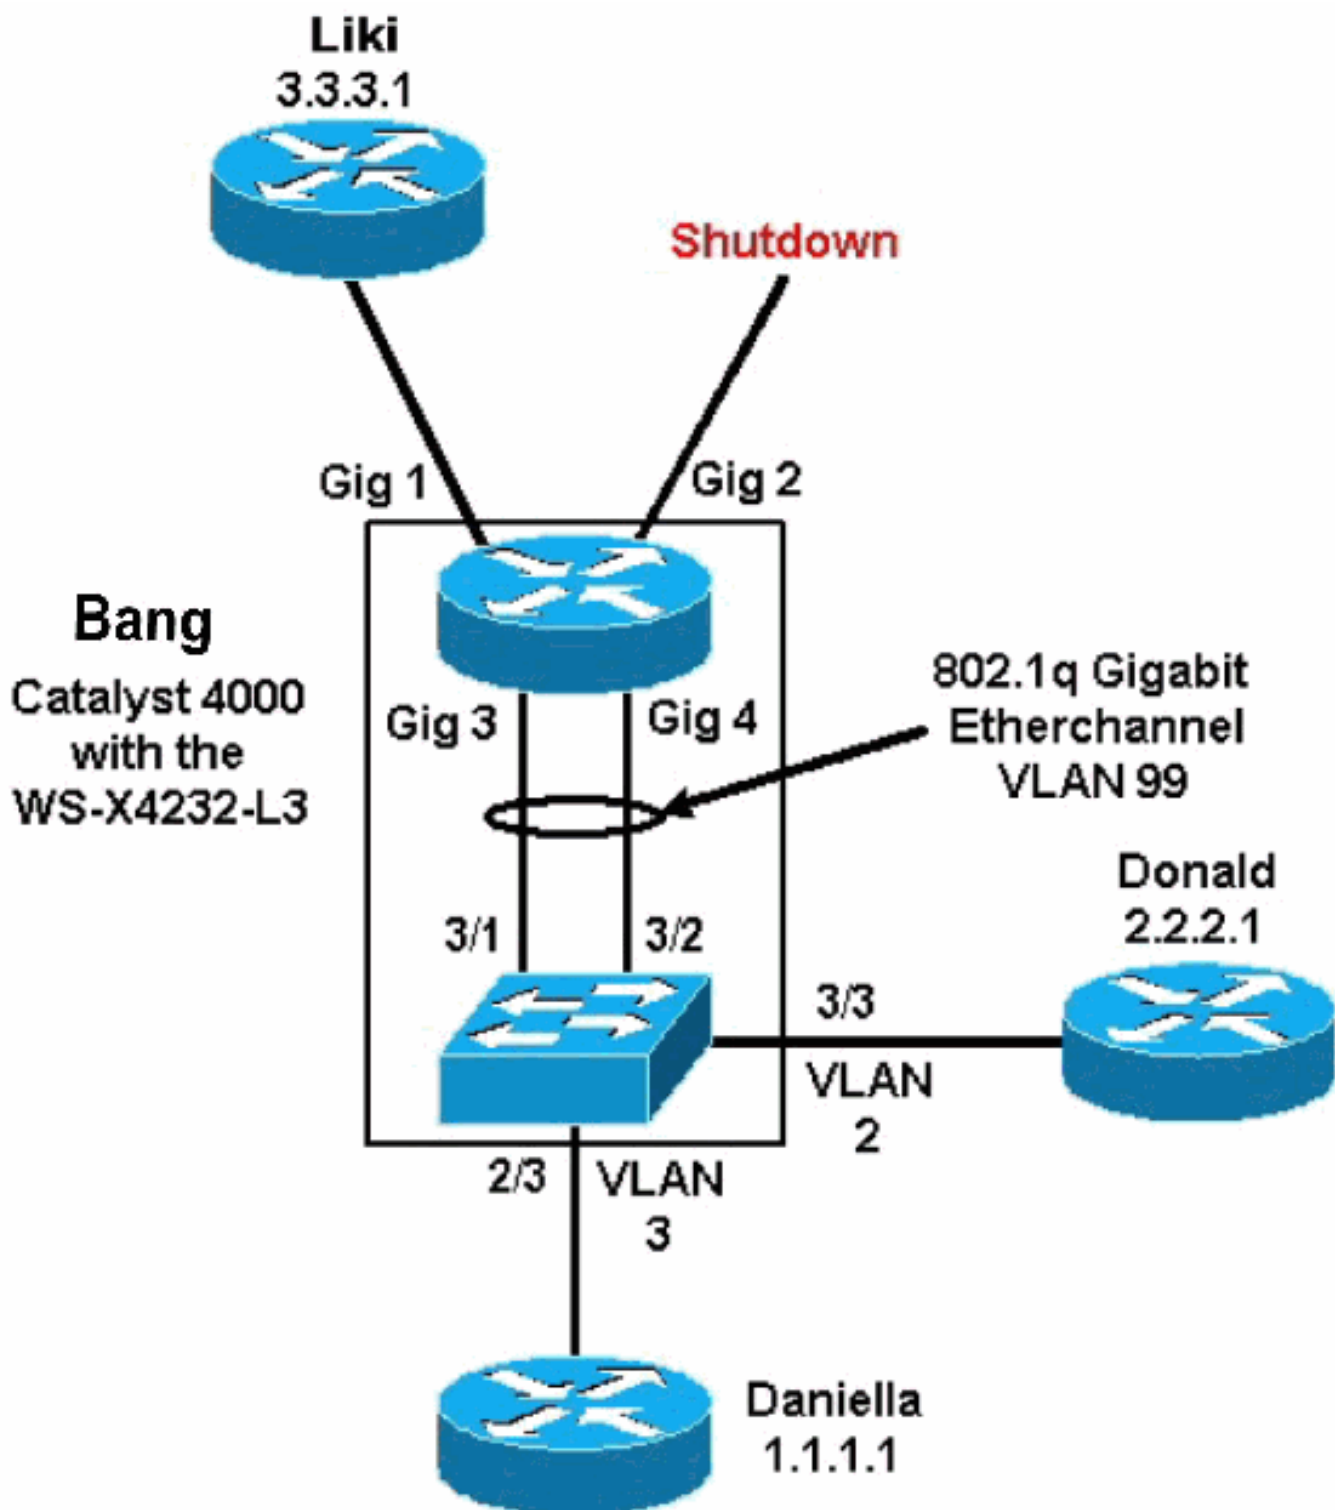 Liki
3.3.3.1
Shutdown
Gig 1
Gig 2
Bang
Catalyst 4000
with the
WS-X4232-L3
Gig 3
Gig 4
802.1q Gigabit
Etherchannel
VLAN 99
3/1
3/2
Donald
2.2.2.1
3/3
VLAN
2
2/3
VLAN
3
Daniella
1.1.1.1